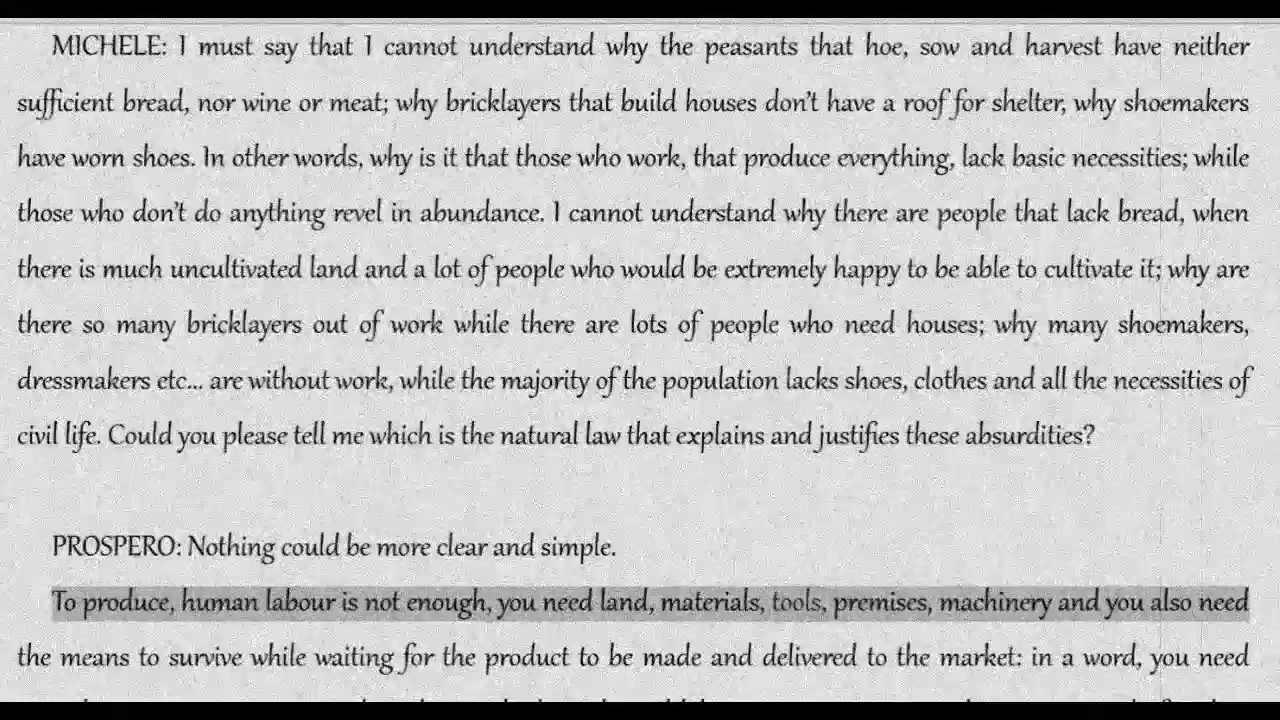 MICHELE: I must say that I cannot understand why the peasants that hoe, sow and harvest have neither
sufficient bread, nor wine or meat; why bricklayers that build houses don't have a roof for shelter, why shoemakers
have worn shoes. In other words, why is it that those who work, that produce everything, lack basic necessities; while
those who don't do anything revel in abundance. I cannot understand why there are people that lack bread, when
there is much uncultivated land and a lot of people who would be extremely happy to be able to cultivate it; why are
there so many bricklayers out of work while there are lots of people who need houses; why many shoemakers,
dressmakers etc... are without work, while the majority of the population lacks shoes, clothes and all the necessities of
civil life. Could you please tell me which is the natural law that explains and justifies these absurdities?
PROSPERO: Nothing could be more clear and simple.
To produce, human labour is not enough, you need land, materials, tools, premises, machinery and you also need
the means to survive while waiting for the product to be made and delivered to the market: in a word, you need